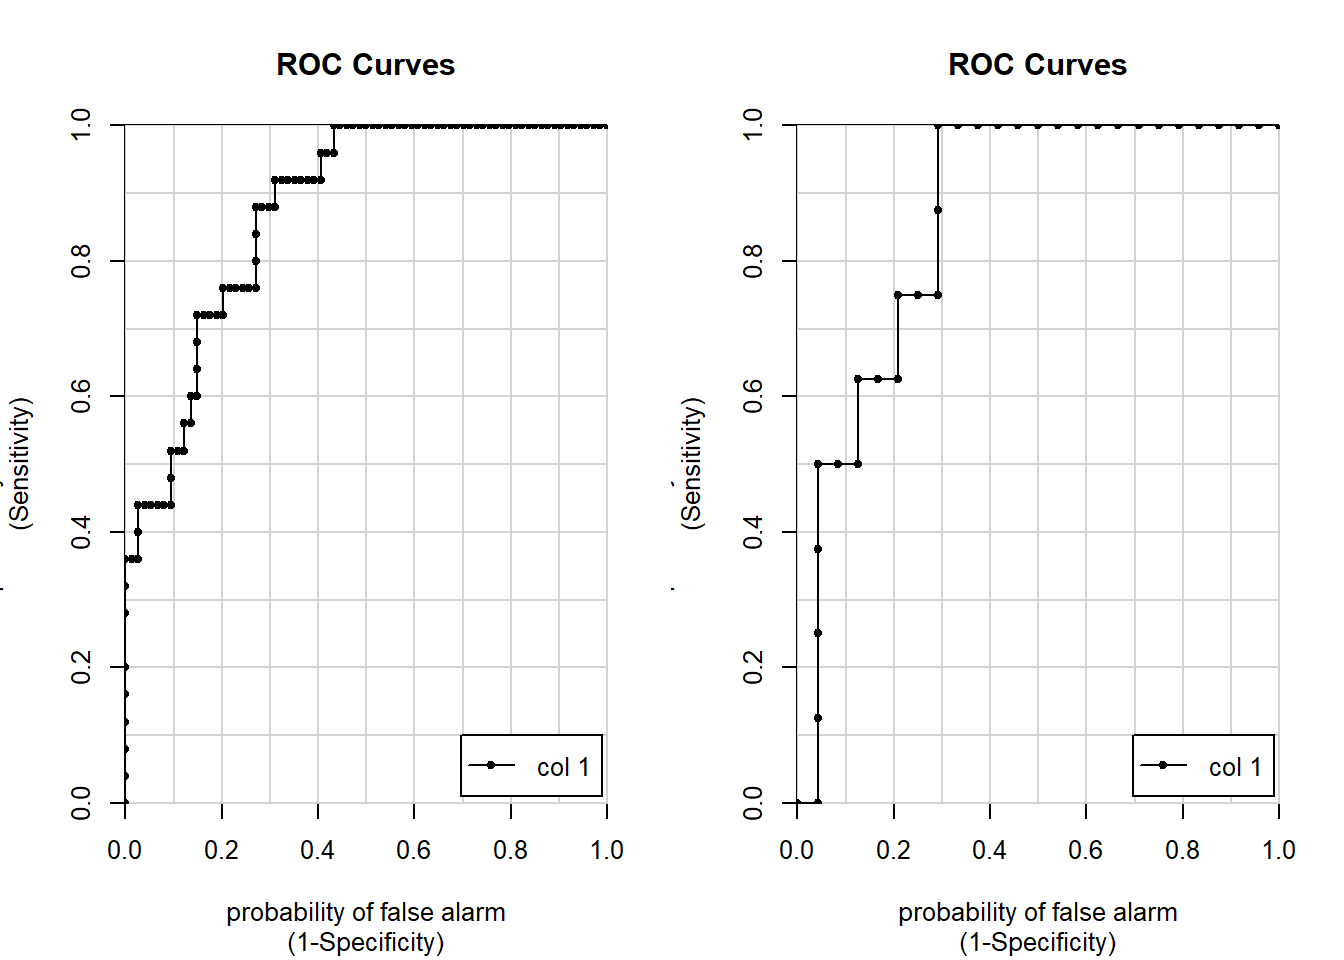 ROC Curves
(Sensitivity)
1.0
0.8
0.6
0.4
0.2
0.0
col 1
0.0 0.2 0.4 0.6 0.8 1.0
probability of false alarm
(1-Specificity)
ROC Curves
(Sensitivity)
1.0
0.8
0.6
0.4
0.2
0.0
col 1
0.0 0.2 0.4 0.6 0.8 1.0
probability of false alarm
(1-Specificity)